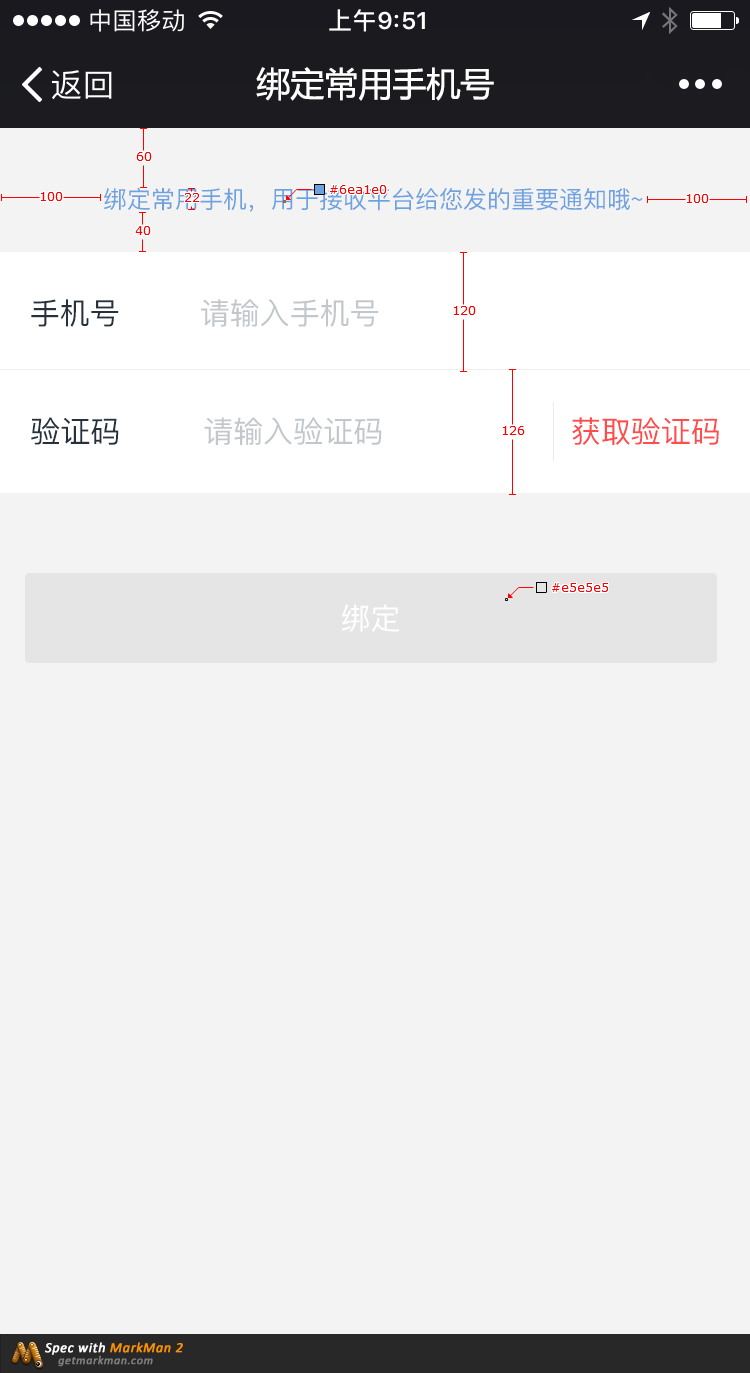 中国移动 上午9:51
返回 绑定常用手机号
60
100 绑定常用手机，用于接收平台给您发的重要通知哦~ 100
22 #6ea1e0
40
手机号 请输入手机号 120
验证码 请输入验证码 126 获取验证码
#e5e5e5
绑定
Spec with MarkMan 2
getmarkman.com